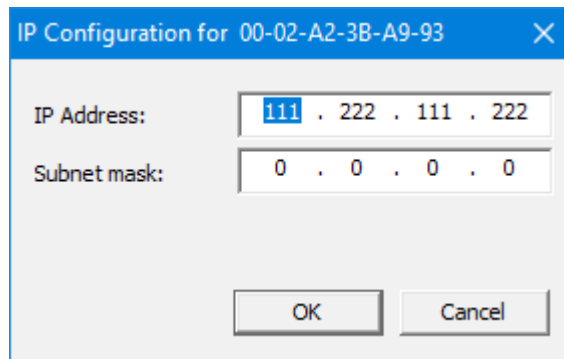 IP Configuration for 00-02-A2-3B-A9-93
IP Address: 111 . 222 . 111 . 222
Subnet mask: 0 . 0 . 0 . 0
OK Cancel